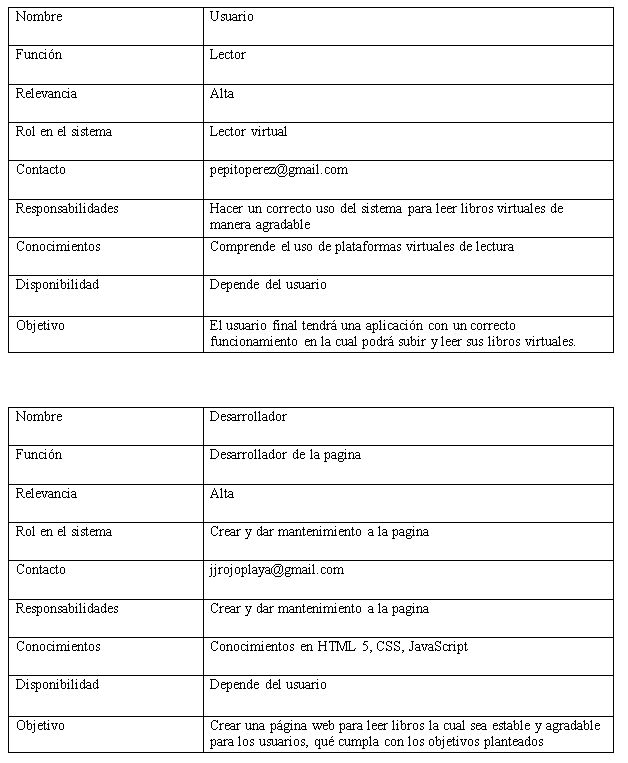 Nombre Usuario
Función Lector
Relevancia Alta
Rol en el sistema Lector virtual
Contacto pepitoperez@gmail.com
Responsabilidades Hacer un correcto uso del sistema para leer libros virtuales de
manera agradable
Conocimientos Comprende el uso de plataformas virtuales de lectura
Disponibilidad Depende del usuario
Objetivo El usuario final tendrá una aplicación con un correcto
funcionamiento en la cual podrá subir y leer sus libros virtuales.
Nombre Desarrollador
Función Desarrollador de la pagina
Relevancia Alta
Rol en el sistema Crear y dar mantenimiento a la pagina
Contacto jjrojoplaya@gmail.com
Responsabilidades Crear y dar mantenimiento a la pagina
Conocimientos Conocimientos en HTML 5, CSS, JavaScript
Disponibilidad Depende del usuario
Objetivo Crear una página web para leer libros la cual sea estable y agradable
para los usuarios, qué cumpla con los objetivos planteados